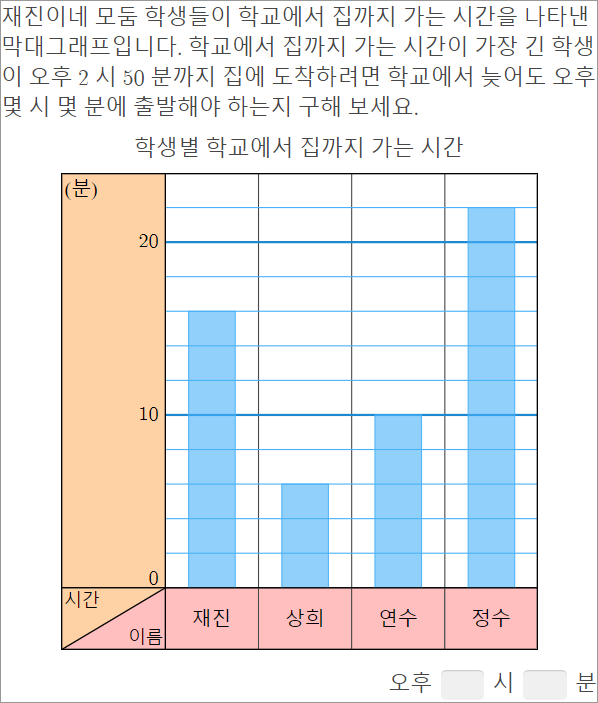 재진이네 모둠 학생들이 학교에서 집까지 가는 시간을 나타낸
막대그래프입니다. 학교에서 집까지 가는 시간이 가장 긴 학생
이 오후 2 시 50 분까지 집에 도착하려면 학교에서 늦어도 오후
몇 시 몇 분에 출발해야 하는지 구해 보세요.
학생별 학교에서 집까지 가는 시간
(분)
20
10
0
시간
이름
재진 상희 연수 정수
오후 시 분